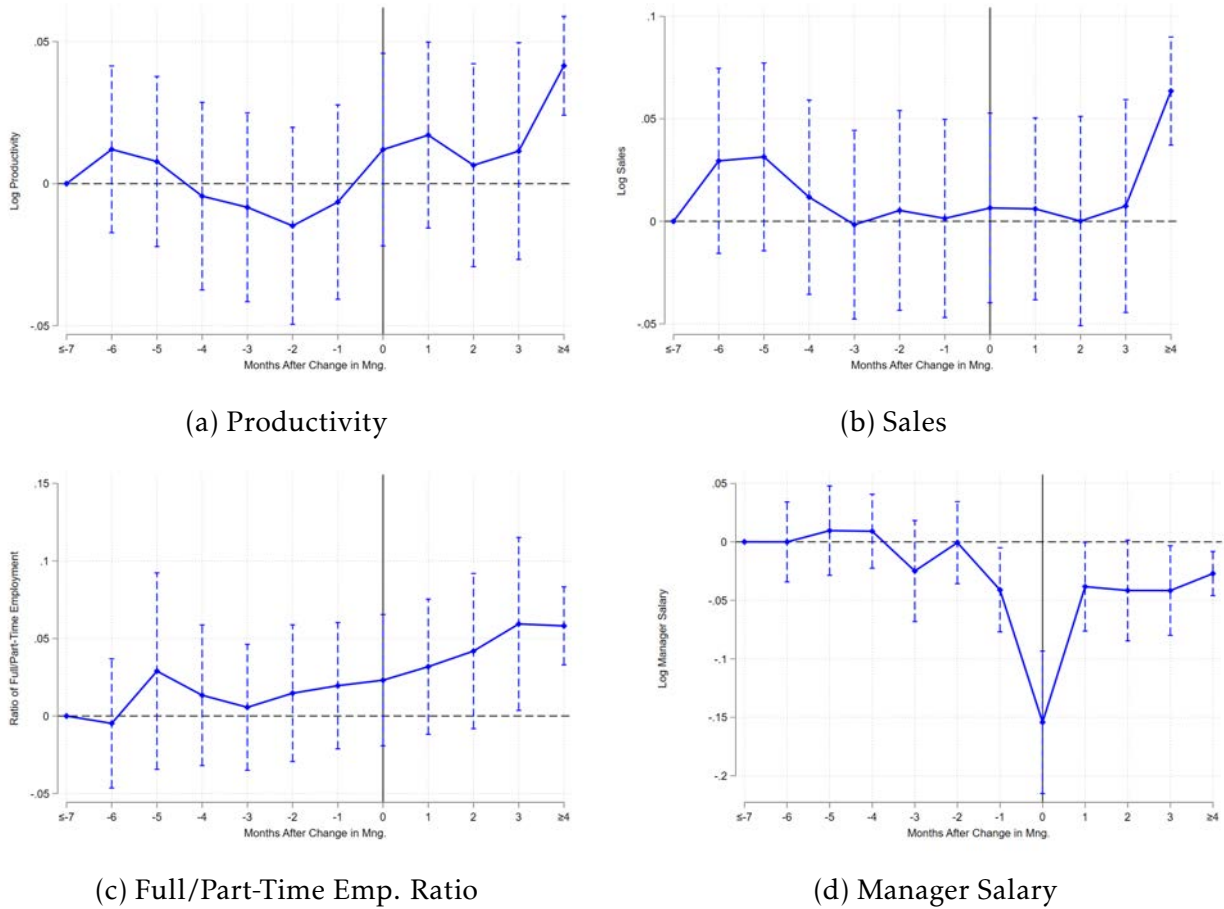 .05
0
-.05
Log Productivity
≤-7 -6 -5 -4 -3 -2 -1 0 1 2 3 ≥4
Months After Change in Mng.
(a) Productivity
.1
.05
0
-.05
Log Sales
≤-7 -6 -5 -4 -3 -2 -1 0 1 2 3 ≥4
Months After Change in Mng.
(b) Sales
.15
.1
.05
0
-.05
Ratio of Full/Part-Time Employment
≤-7 -6 -5 -4 -3 -2 -1 0 1 2 3 ≥4
Months After Change in Mng.
(c) Full/Part-Time Emp. Ratio
.05
0
-.05
-.1
-.15
-.2
Log Manager Salary
≤-7 -6 -5 -4 -3 -2 -1 0 1 2 3 ≥4
Months After Change in Mng.
(d) Manager Salary